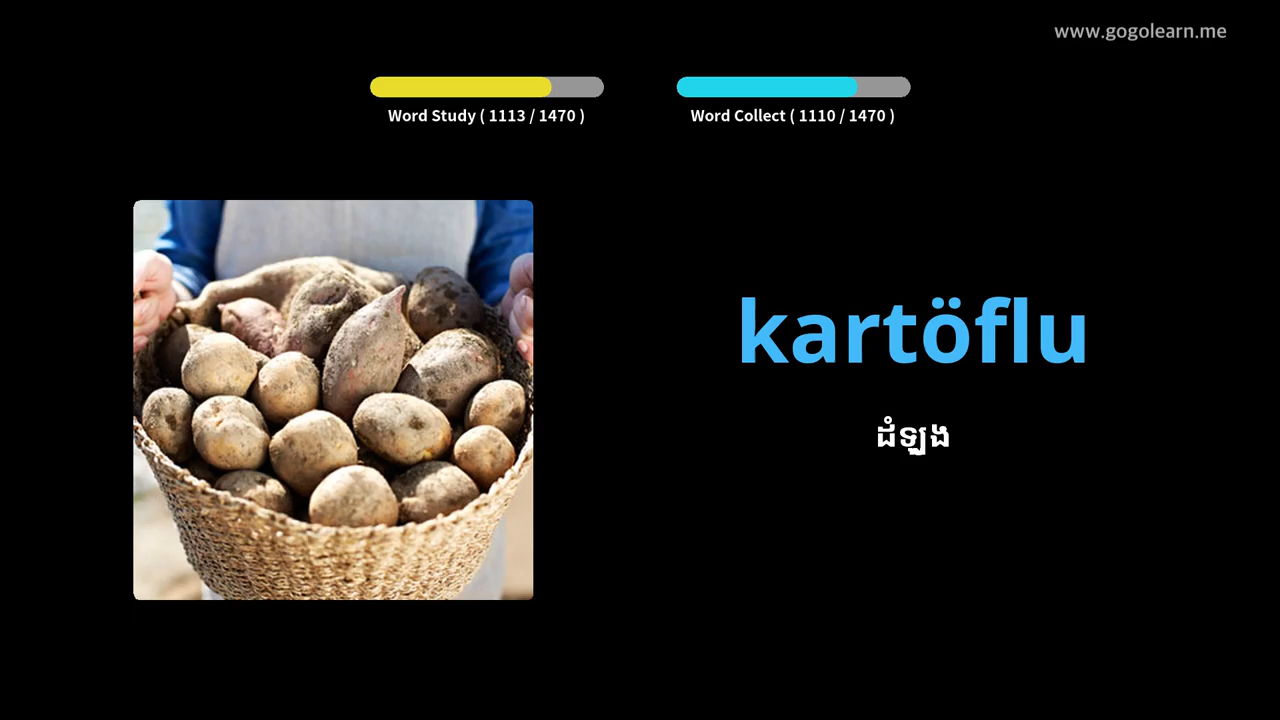 www.gogolearn.me
Word Study ( 1113 / 1470 )
Word Collect ( 1110 / 1470 )
kartöflu
ដំឡូង